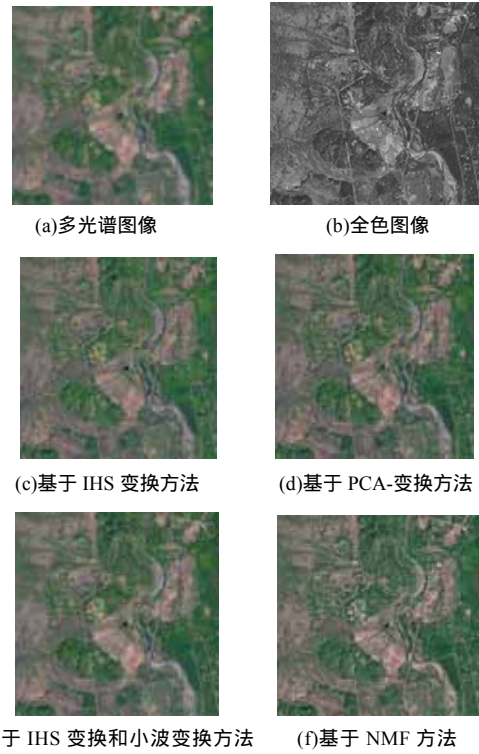 (a)多光谱图像
(b)全色图像
(c)基于 IHS 变换方法
(d)基于 PCA-变换方法
于 IHS 变换和小波变换方法
(f)基于 NMF 方法